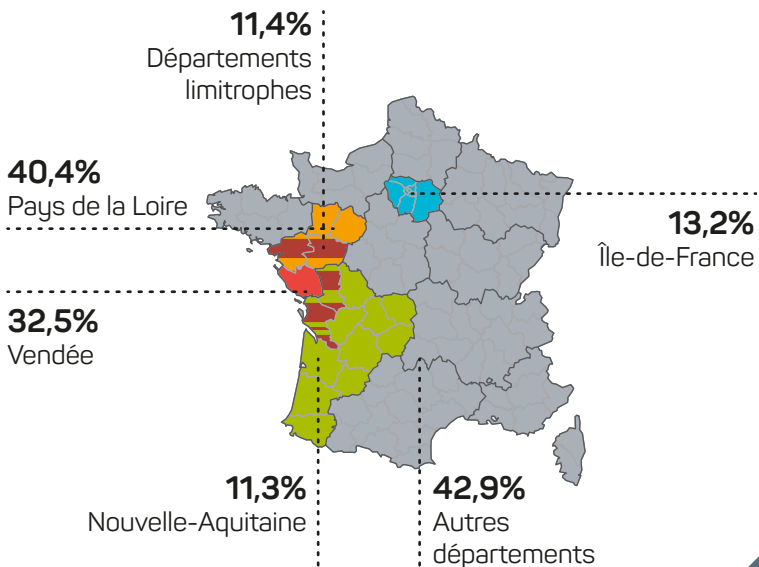 11,4%
Départements
limitrophes
40,4%
Pays de la Loire
13,2%
Île-de-France
32,5%
Vendée
11,3%
Nouvelle-Aquitaine
42,9%
Autres
départements